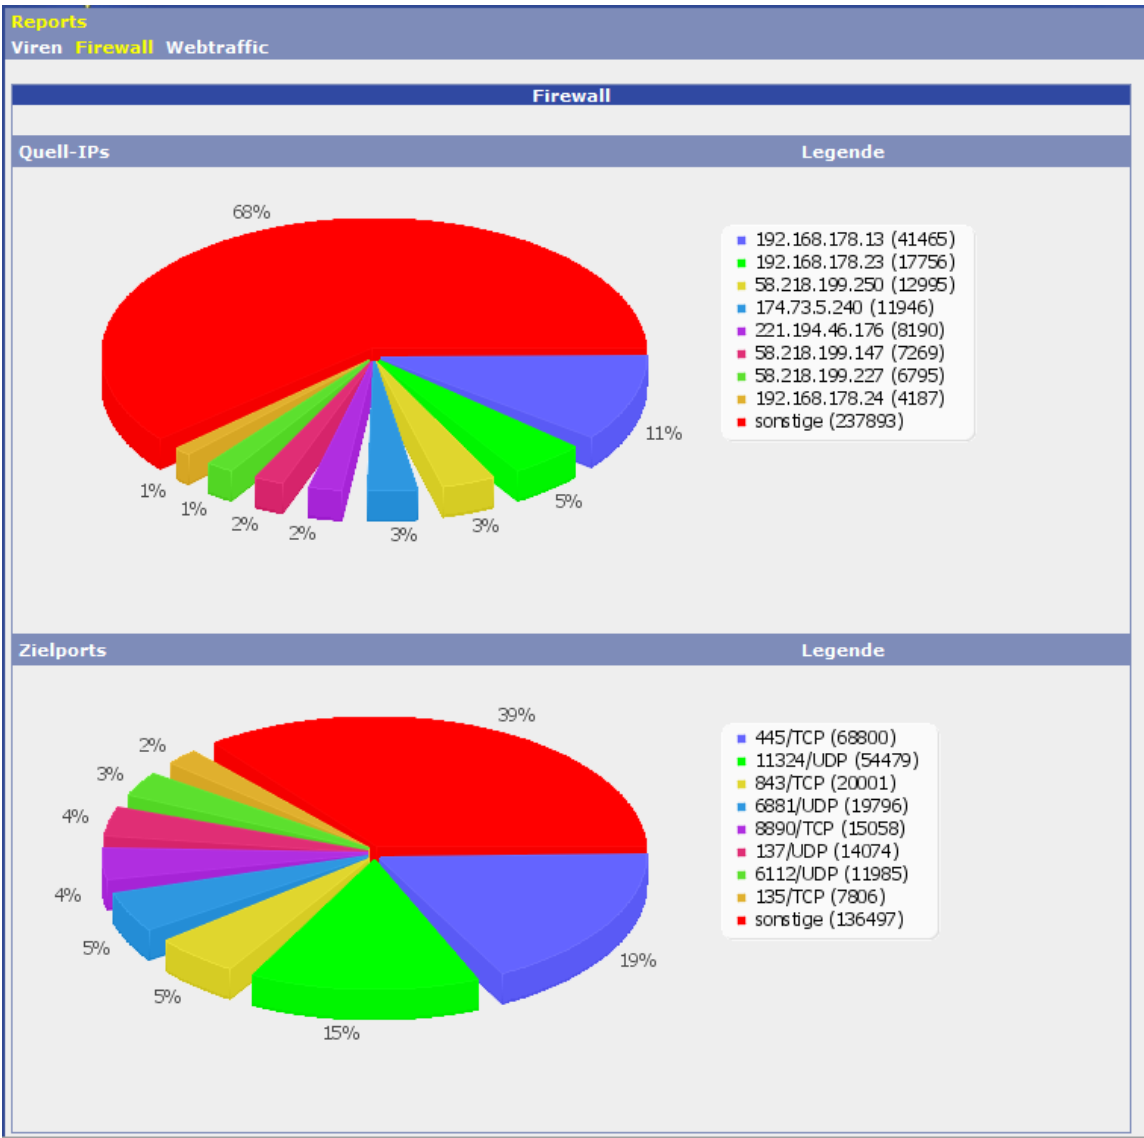 Reports
Viren Firewall Webtraffic
Firewall
Quell-IPs Legende
68%
11%
5%
3%
3%
2%
2%
1%
1%
192.168.178.13 (41465)
192.168.178.23 (17756)
58.218.199.250 (12995)
174.73.5.240 (11946)
221.194.46.176 (8190)
58.218.199.147 (7269)
58.218.199.227 (6795)
192.168.178.24 (4187)
sonstige (237893)
Zielports Legende
39%
2%
3%
4%
4%
5%
5%
15%
19%
445/TCP (68800)
11324/UDP (54479)
843/TCP (20001)
6881/UDP (19796)
8890/TCP (15058)
137/UDP (14074)
6112/UDP (11985)
135/TCP (7806)
sonstige (136497)